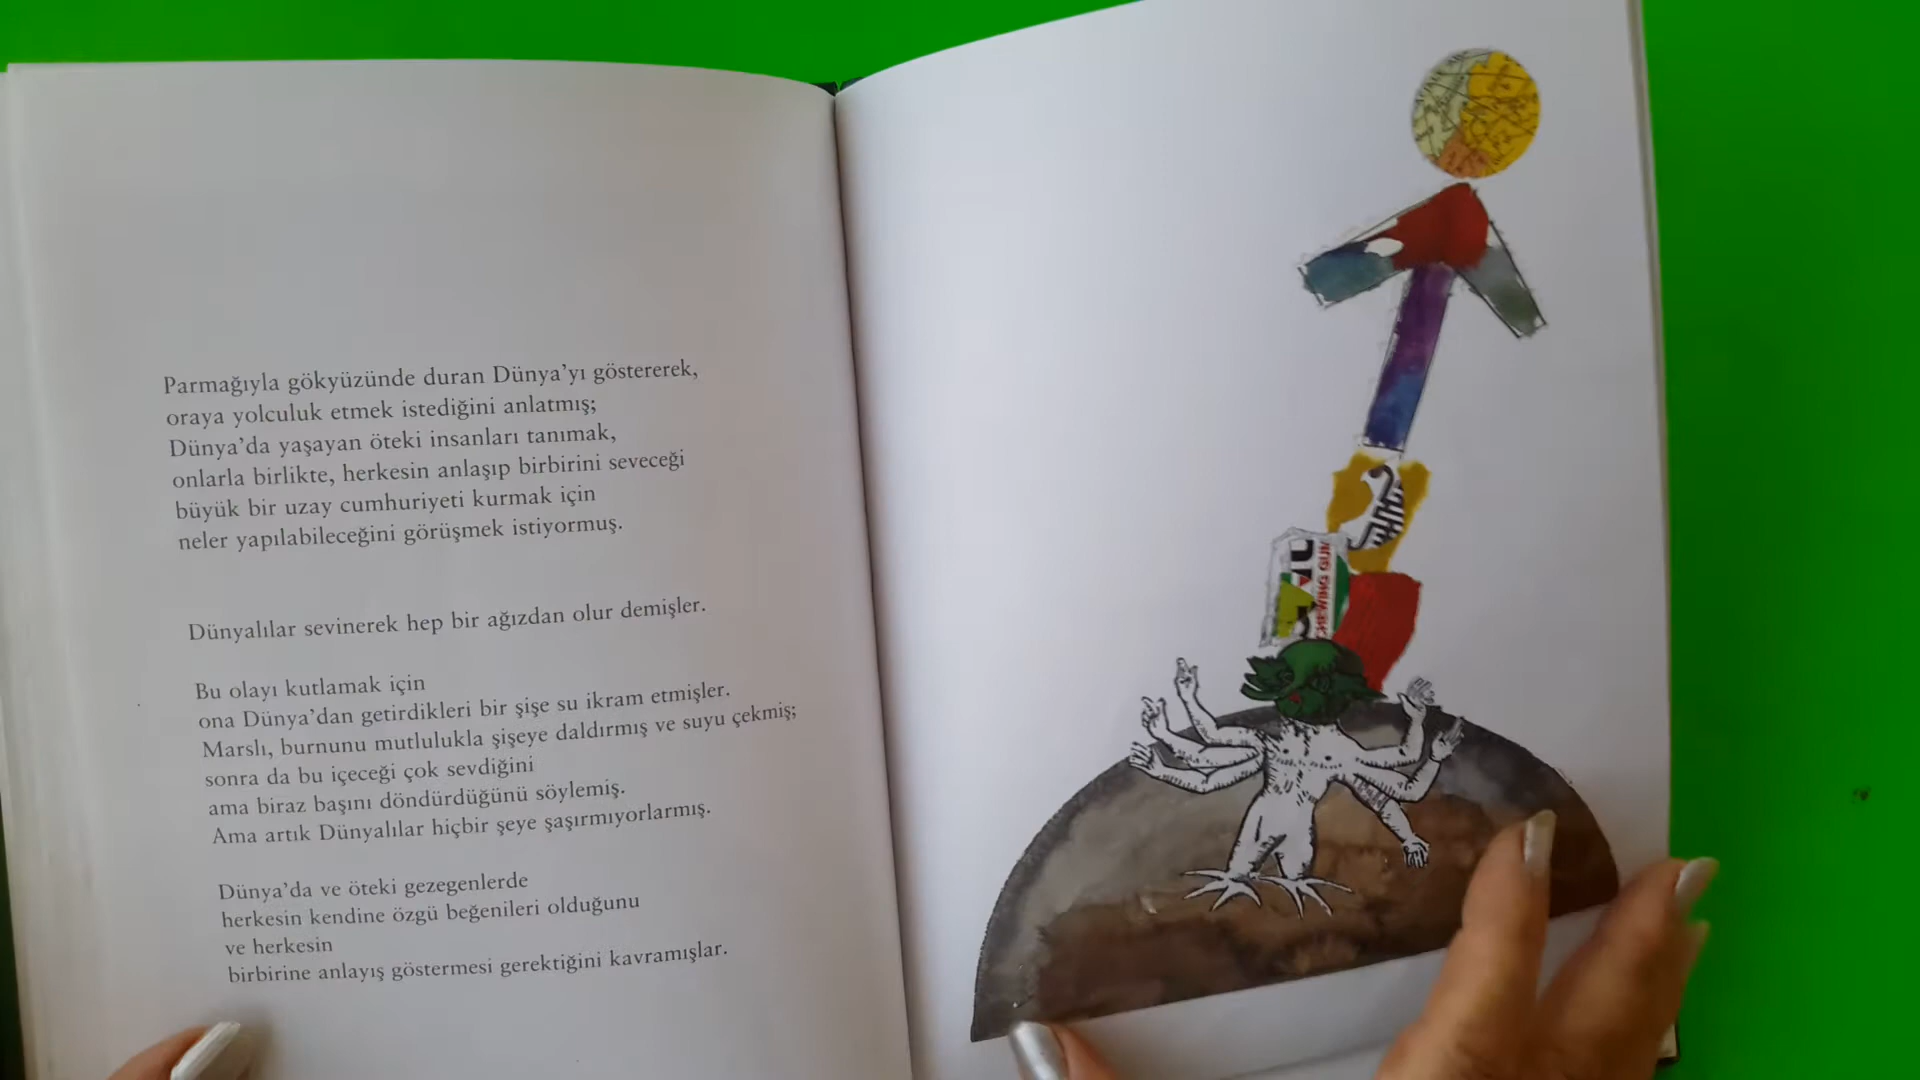 Parmağıyla gökyüzünde duran Dünya’yı göstererek,
oraya yolculuk etmek istediğini anlatmış;
Dünya’da yaşayan öteki insanları tanımak,
onlarla birlikte, herkesin anlaşıp birbirini seveceği
büyük bir uzay cumhuriyeti kurmak için
neler yapılabileceğini görüşmek istiyormuş.
Dünyalılar sevinerek hep bir ağızdan olur demişler.
Bu olayı kutlamak için
ona Dünya’dan getirdikleri bir şişe su ikram etmişler.
Marslı, burnunu mutlulukla şişeye daldırmış ve suyu çekmiş;
sonra da bu içeceği çok sevdiğini
ama biraz başını döndürdüğünü söylemiş.
Ama artık Dünyalılar hiçbir şeye şaşırmıyorlarmış.
Dünya’da ve öteki gezegenlerde
herkesin kendine özgü beğenileri olduğunu
ve herkesin
birbirine anlayış göstermesi gerektiğini kavramışlar.
CHEWING GUM